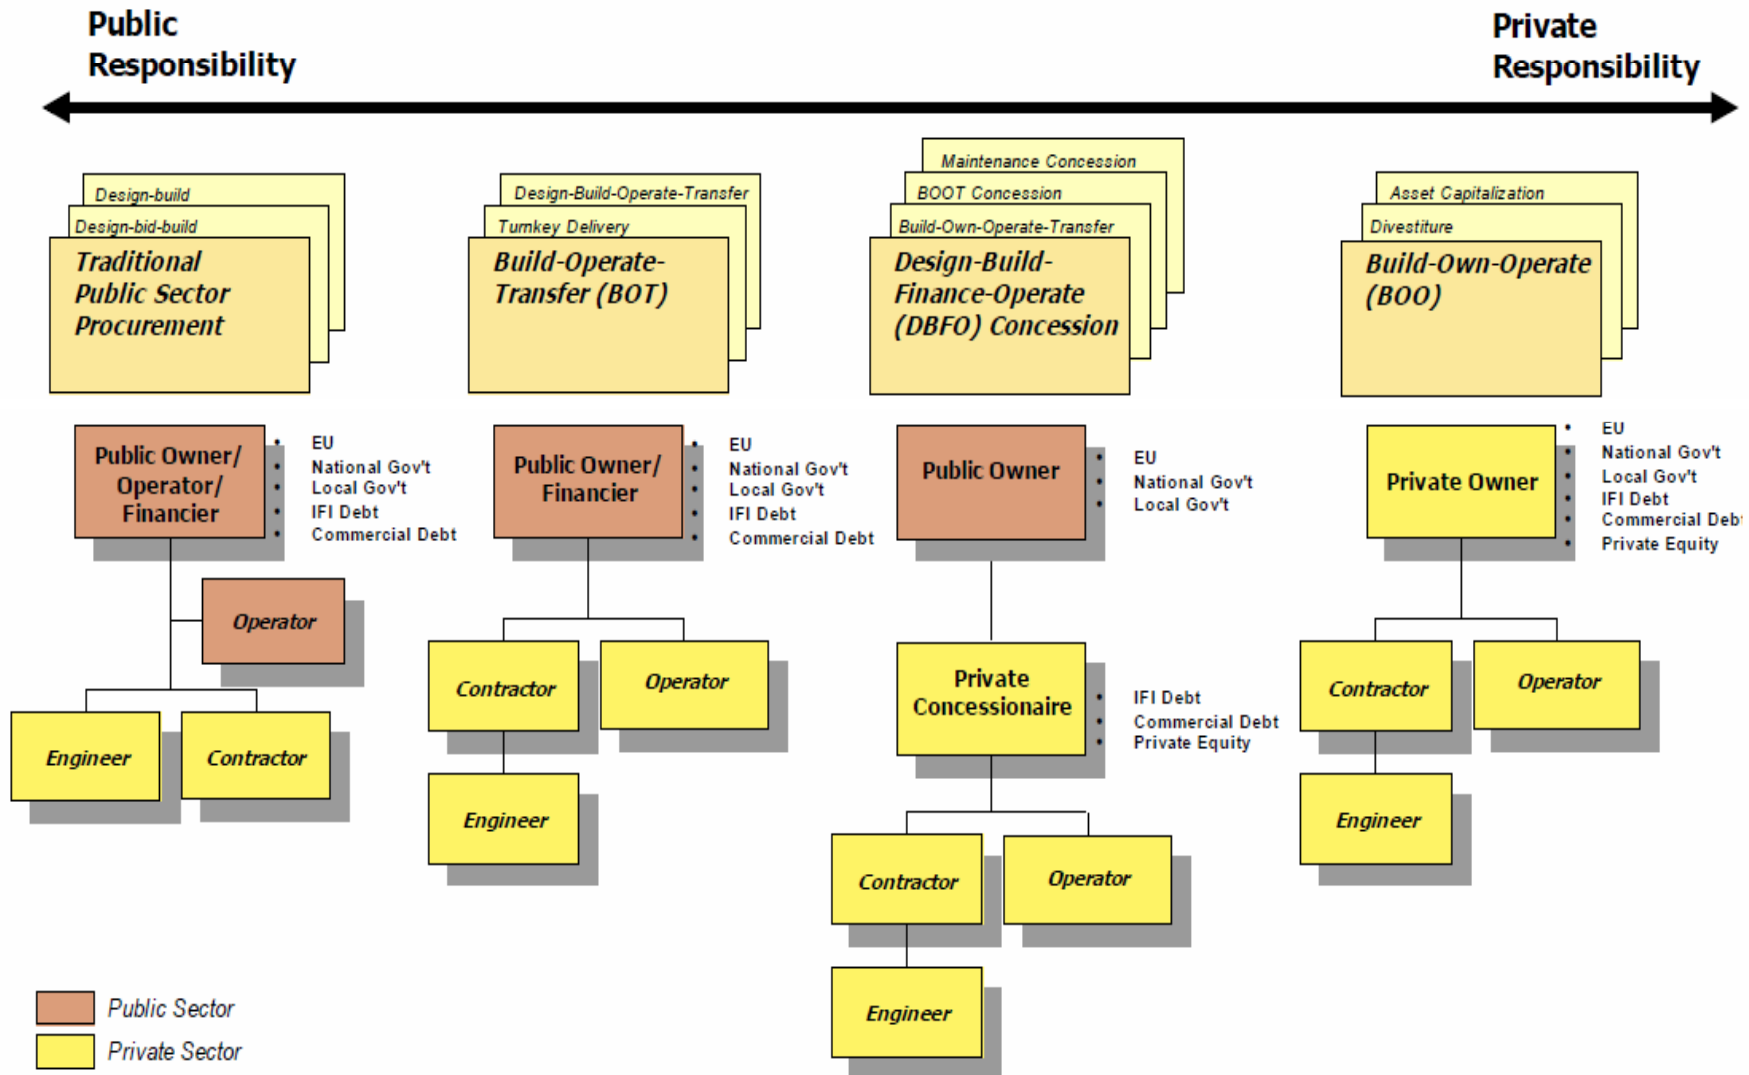 Public
Responsibility
Private
Responsibility
Design-build
Design-bid-build
Traditional
Public Sector
Procurement
Design-Build-Operate-Transfer
Turnkey Delivery
Build-Operate-
Transfer (BOT)
Maintenance Concession
BOOT Concession
Build-Own-Operate-Transfer
Design-Build-
Finance-Operate
(DBFO) Concession
Asset Capitalization
Divestiture
Build-Own-Operate
(BOO)
Public Owner/
Operator/
Financier
• EU
• National Gov't
• Local Gov't
• IFI Debt
• Commercial Debt
Operator
Engineer
Contractor
Public Owner/
Financier
• EU
• National Gov't
• Local Gov't
• IFI Debt
• Commercial Debt
Contractor
Operator
Engineer
Public Owner
• EU
• National Gov't
• Local Gov't
Private
Concessionaire
• IFI Debt
• Commercial Debt
• Private Equity
Contractor
Operator
Engineer
Private Owner
• EU
• National Gov't
• Local Gov't
• IFI Debt
• Commercial Debt
• Private Equity
Contractor
Operator
Engineer
Public Sector
Private Sector